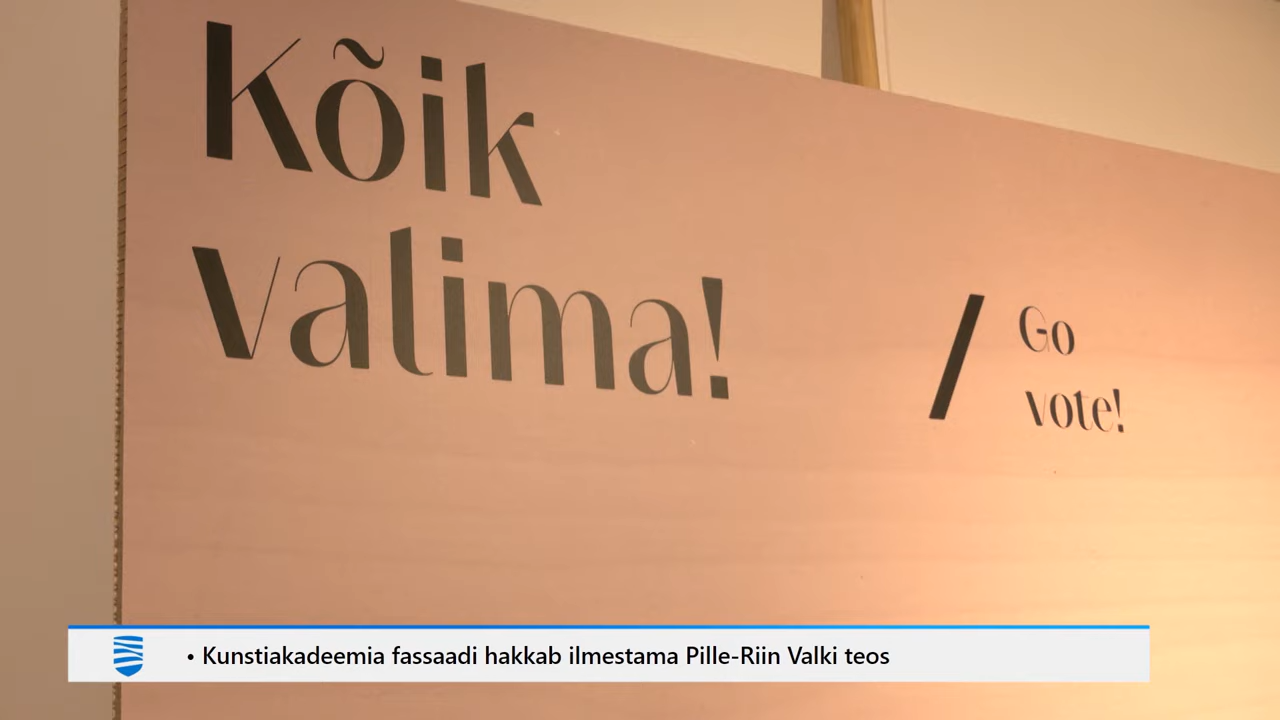 Kõik
valima!
/ Go
vote!
• Kunstiakadeemia fassaadi hakkab ilmestama Pille-Riin Valki teos